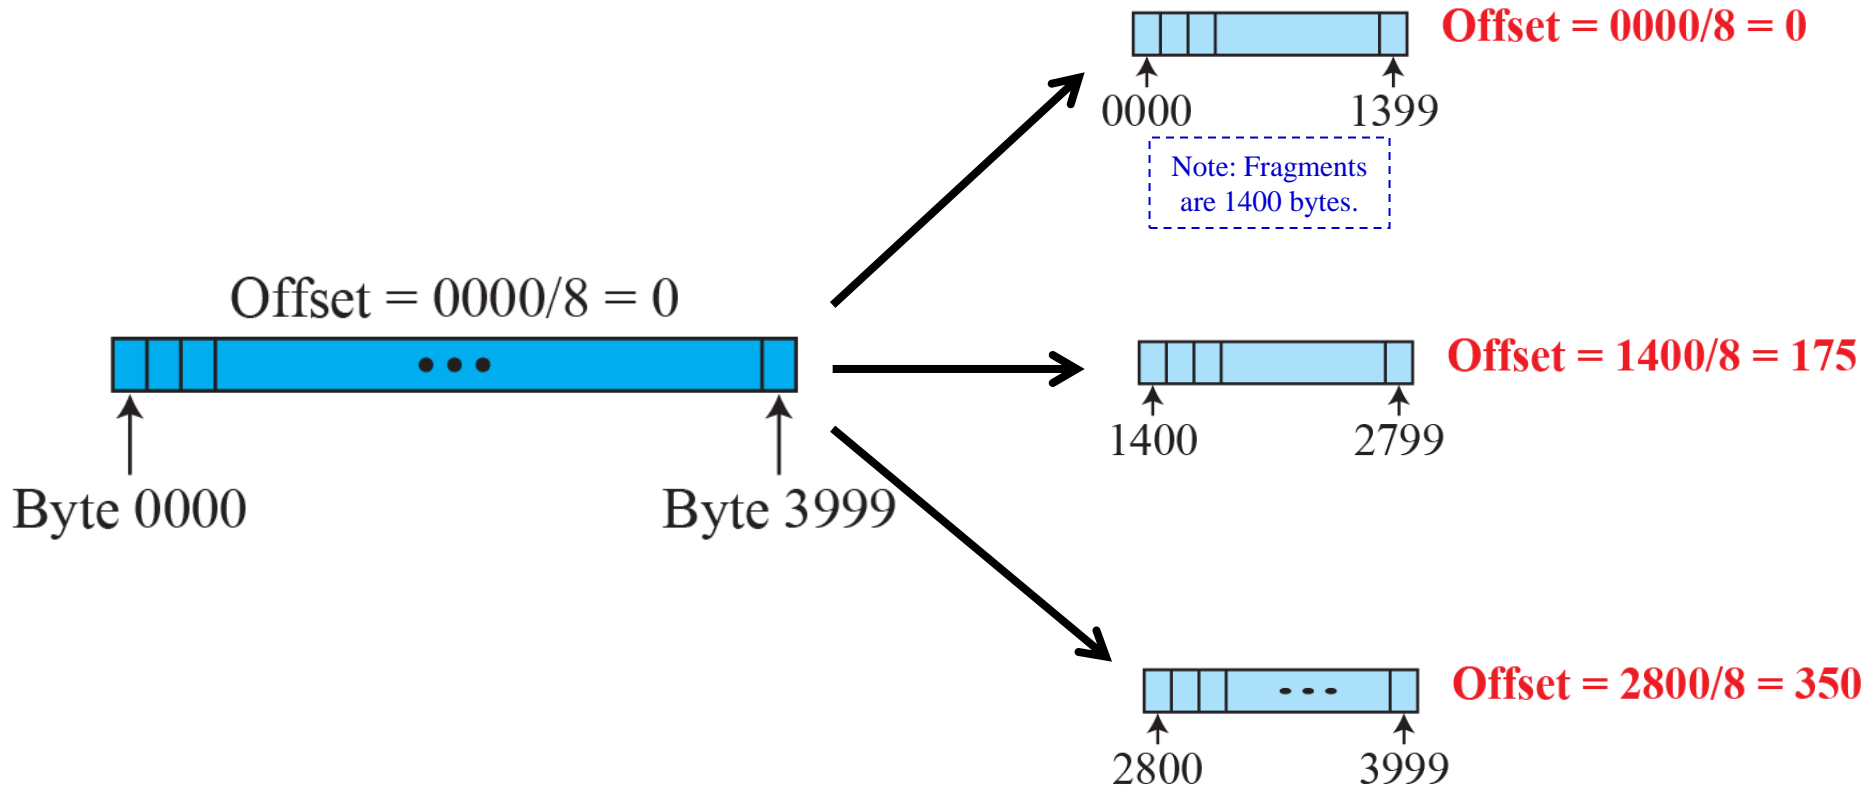 Offset = 0000/8 = 0
Byte 0000
Byte 3999
Offset = 0000/8 = 0
0000
1399
Note: Fragments
are 1400 bytes.
Offset = 1400/8 = 175
1400
2799
Offset = 2800/8 = 350
2800
3999